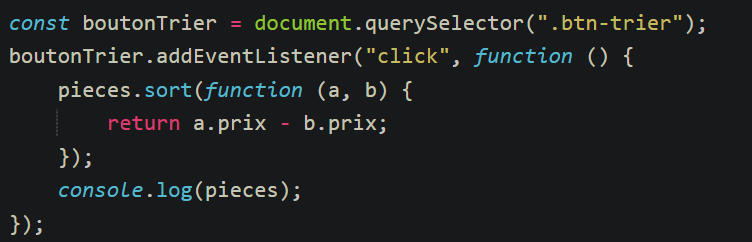 const boutonTrier = document.querySelector(".btn-trier");
boutonTrier.addEventListener("click", function () {
    pieces.sort(function (a, b) {
        return a.prix - b.prix;
    });
    console.log(pieces);
});